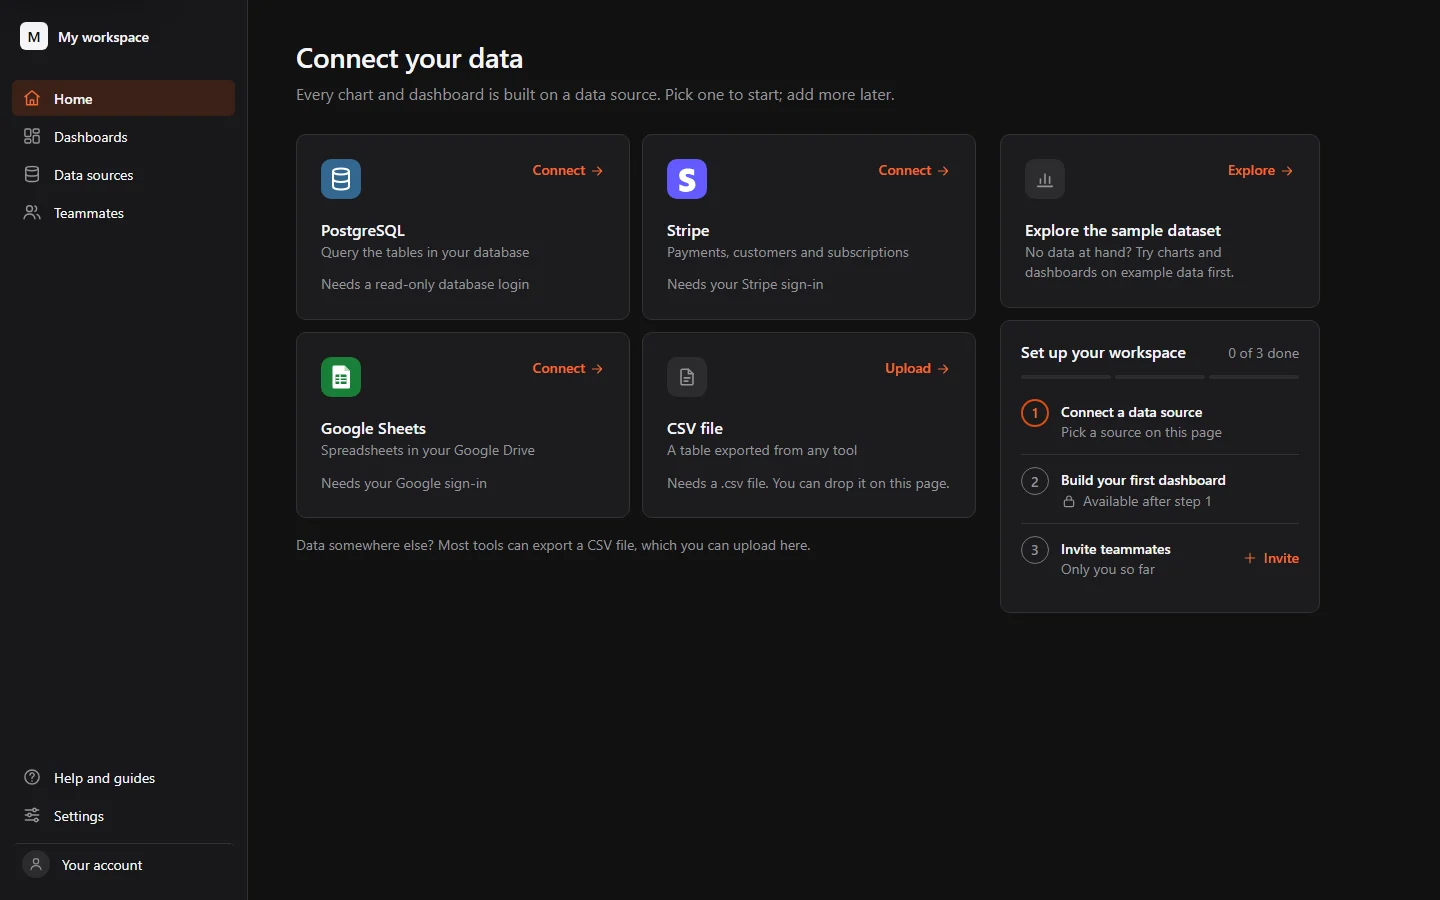 M My workspace
Home
Dashboards
Data sources
Teammates
Help and guides
Settings
Your account
Connect your data
Every chart and dashboard is built on a data source. Pick one to start; add more later.
Connect →
PostgreSQL
Query the tables in your database
Needs a read-only database login
S Connect →
Stripe
Payments, customers and subscriptions
Needs your Stripe sign-in
Connect →
Google Sheets
Spreadsheets in your Google Drive
Needs your Google sign-in
Upload →
CSV file
A table exported from any tool
Needs a .csv file. You can drop it on this page.
Data somewhere else? Most tools can export a CSV file, which you can upload here.
Explore →
Explore the sample dataset
No data at hand? Try charts and
dashboards on example data first.
Set up your workspace 0 of 3 done
1 Connect a data source
Pick a source on this page
2 Build your first dashboard
Available after step 1
3 Invite teammates
Only you so far
+ Invite